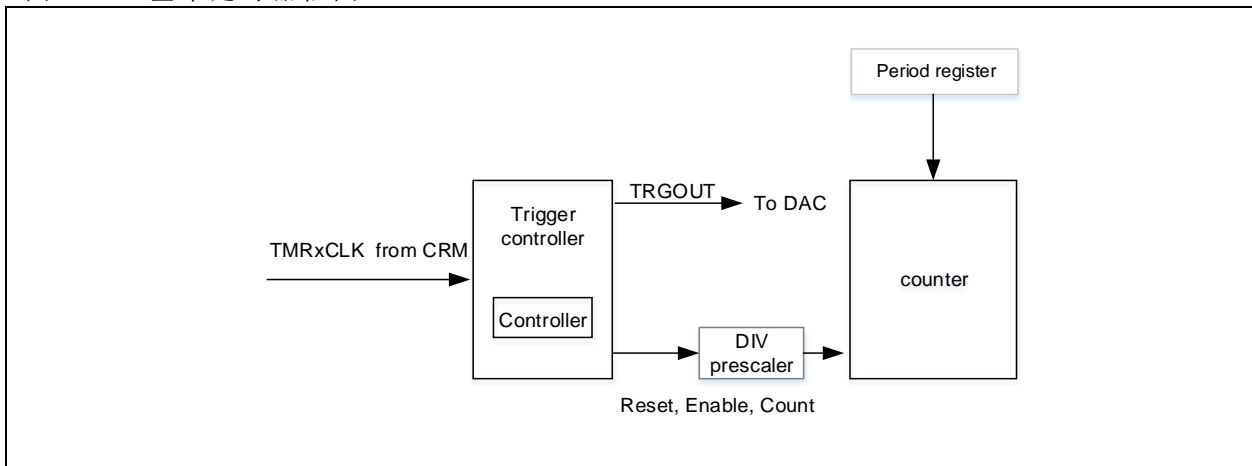 Period register
TRGOUT
To DAC
Trigger
controller
TMRxCLK from CRM
counter
Controller
DIV
prescaler
Reset, Enable, Count